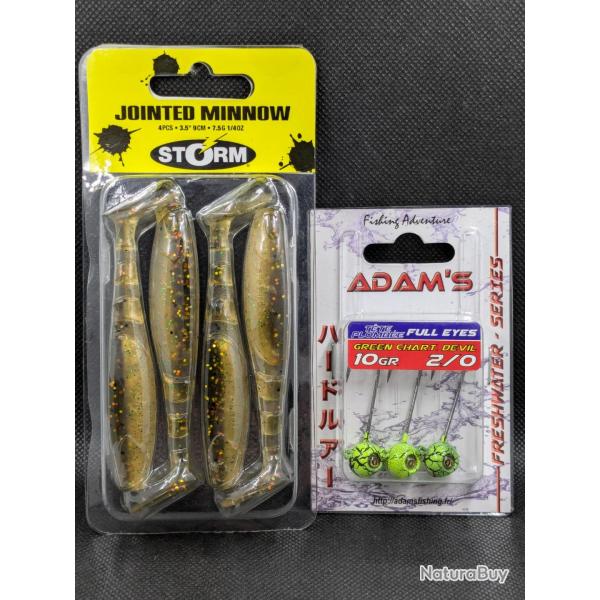 JOINTED MINNOW
4PCS • 3.5" 9CM • 7.5G 1/4OZ
STORM
Fishing Adventure
ADAM'S
TÊTE PLOMBÉE FULL EYES
GREEN CHART DEVIL
10GR 2/0
ハードルアー
FRESHWATER - SERIES
http://adamsfishing.fr/
NaturaBuy